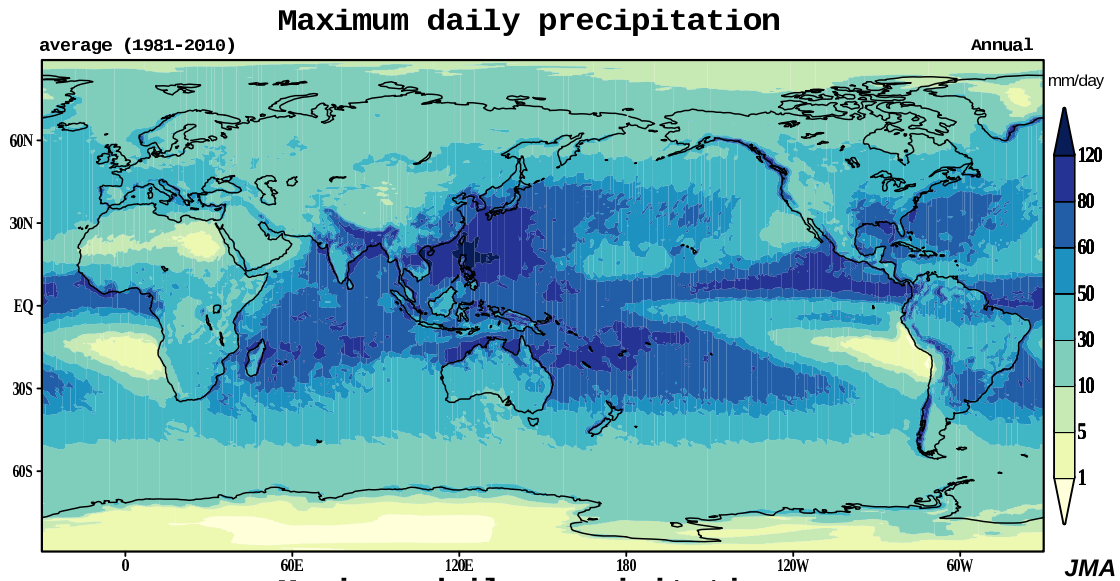 Maximum daily precipitation
average (1981-2010)
Annual
mm/day
120
80
60
50
30
10
5
1
60N
30N
EQ
30S
60S
0
60E
120E
180
120W
60W
JMA